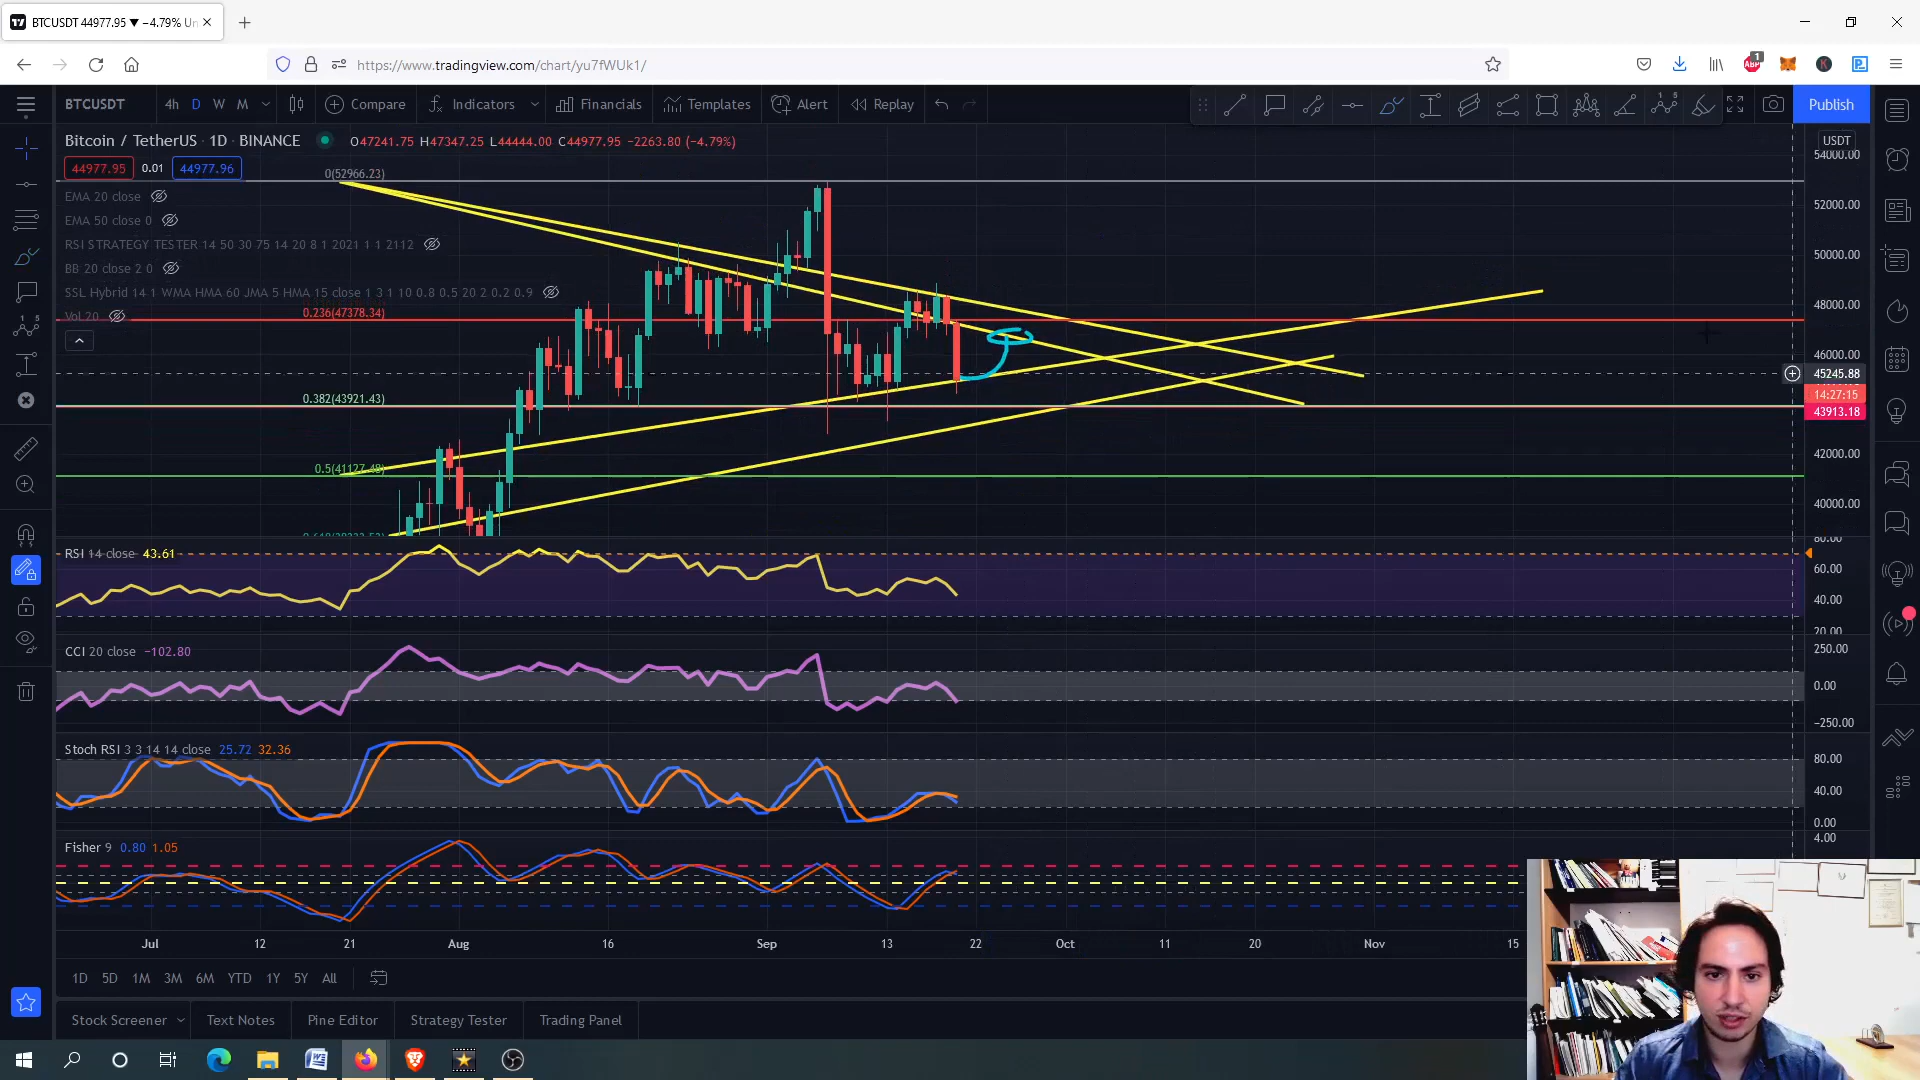 BTCUSDT 44977.95 ▼ −4.79% Un
https://www.tradingview.com/chart/yu7fWUk1/
BTCUSDT 4h D W M Compare Indicators Financials Templates Alert Replay Publish
Bitcoin / TetherUS · 1D · BINANCE O47241.75 H47347.25 L44444.00 C44977.95 −2263.80 (−4.79%)
USDT
44977.95 0.01 44977.96
EMA 20 close
EMA 50 close 0
RSI STRATEGY TESTER 14 50 30 75 14 20 8 1 2021 1 1 2112
BB 20 close 2 0
SSL Hybrid 14 1 WMA HMA 60 JMA 5 HMA 15 close 1 3 1 10 0.8 0.5 20 2 0.2 0.9
Vol 20
0(52966.23)
0.236(47378.34)
0.382(43921.43)
0.5(41127.48)
54000.00
52000.00
50000.00
48000.00
46000.00
45245.88
14:27:15
43913.18
42000.00
40000.00
RSI 14 close 43.61
80.00
60.00
40.00
20.00
CCI 20 close −102.80
250.00
0.00
−250.00
Stoch RSI 3 3 14 14 close 25.72 32.36
80.00
40.00
0.00
Fisher 9 0.80 1.05
4.00
Jul 12 21 Aug 16 Sep 13 22 Oct 11 20 Nov 15
1D 5D 1M 3M 6M YTD 1Y 5Y All
Stock Screener Text Notes Pine Editor Strategy Tester Trading Panel